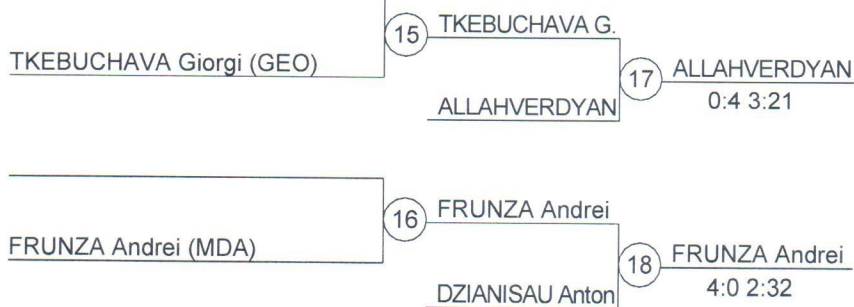 15 TKEBUCHAVA G.
TKEBUCHAVA Giorgi (GEO)
17 ALLAHVERDYAN
0:4 3:21
ALLAHVERDYAN
16 FRUNZA Andrei
FRUNZA Andrei (MDA)
18 FRUNZA Andrei
4:0 2:32
DZIANISAU Anton